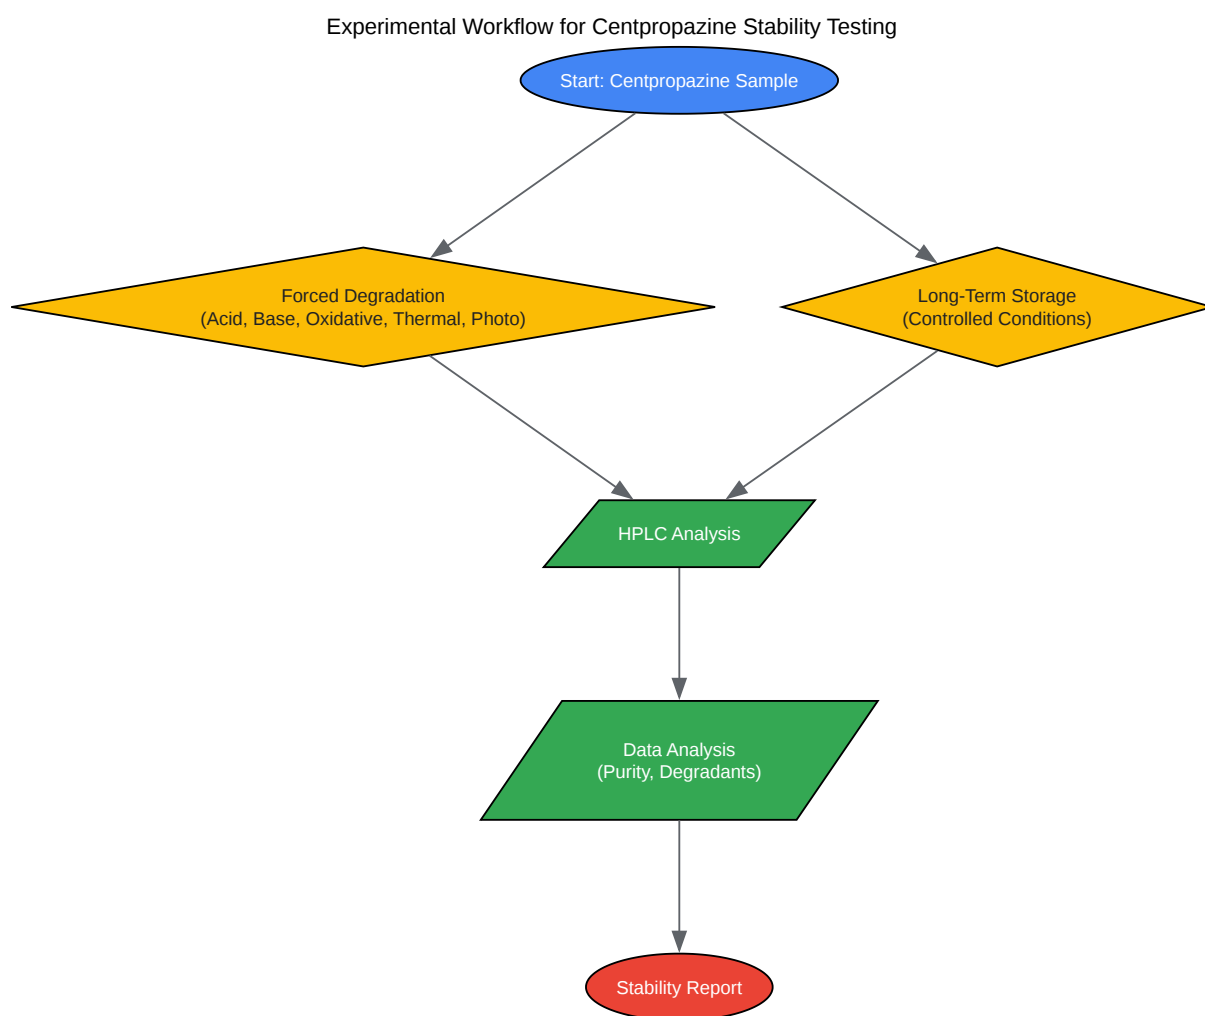 Experimental Workflow for Centpropazine Stability Testing
Start: Centpropazine Sample
Forced Degradation
(Acid, Base, Oxidative, Thermal, Photo)
Long-Term Storage
(Controlled Conditions)
HPLC Analysis
Data Analysis
(Purity, Degradants)
Stability Report